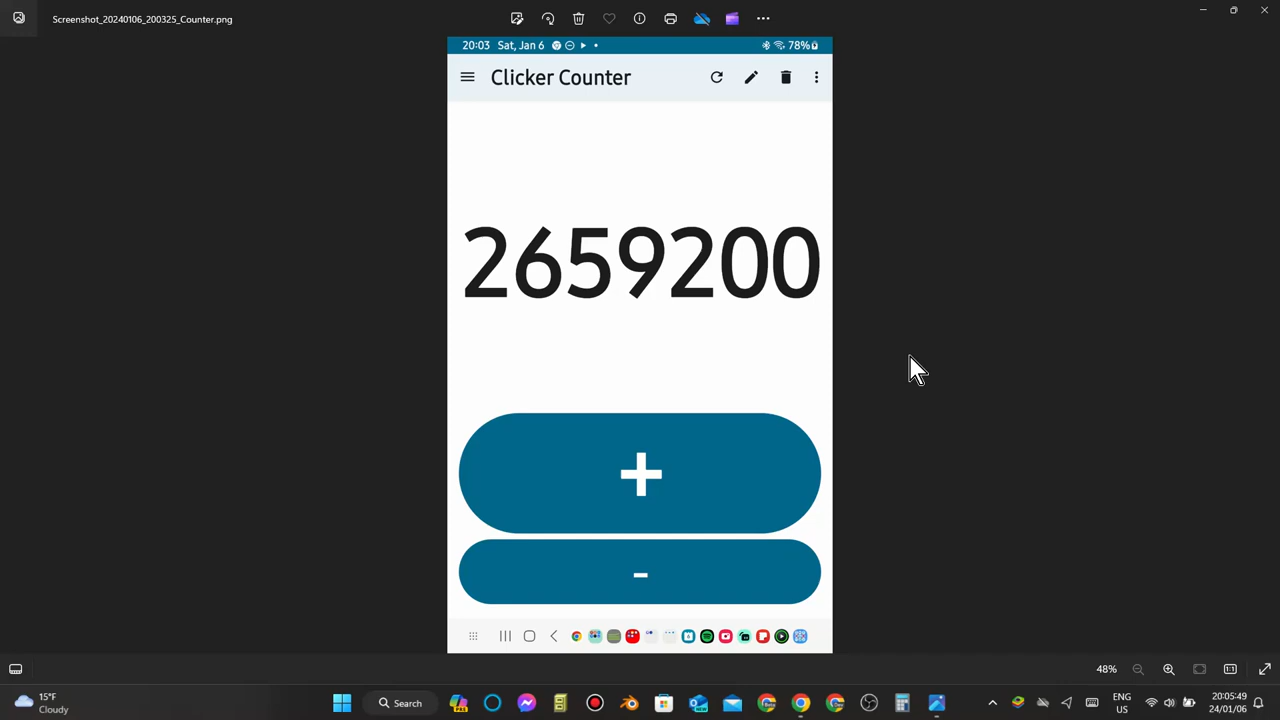 Screenshot_20240106_200325_Counter.png
20:03 Sat, Jan 6 78%
Clicker Counter
2659200
+
-
48%
15°F
Cloudy
Search
PRE
ENG
US
20:05:49
24/01/06